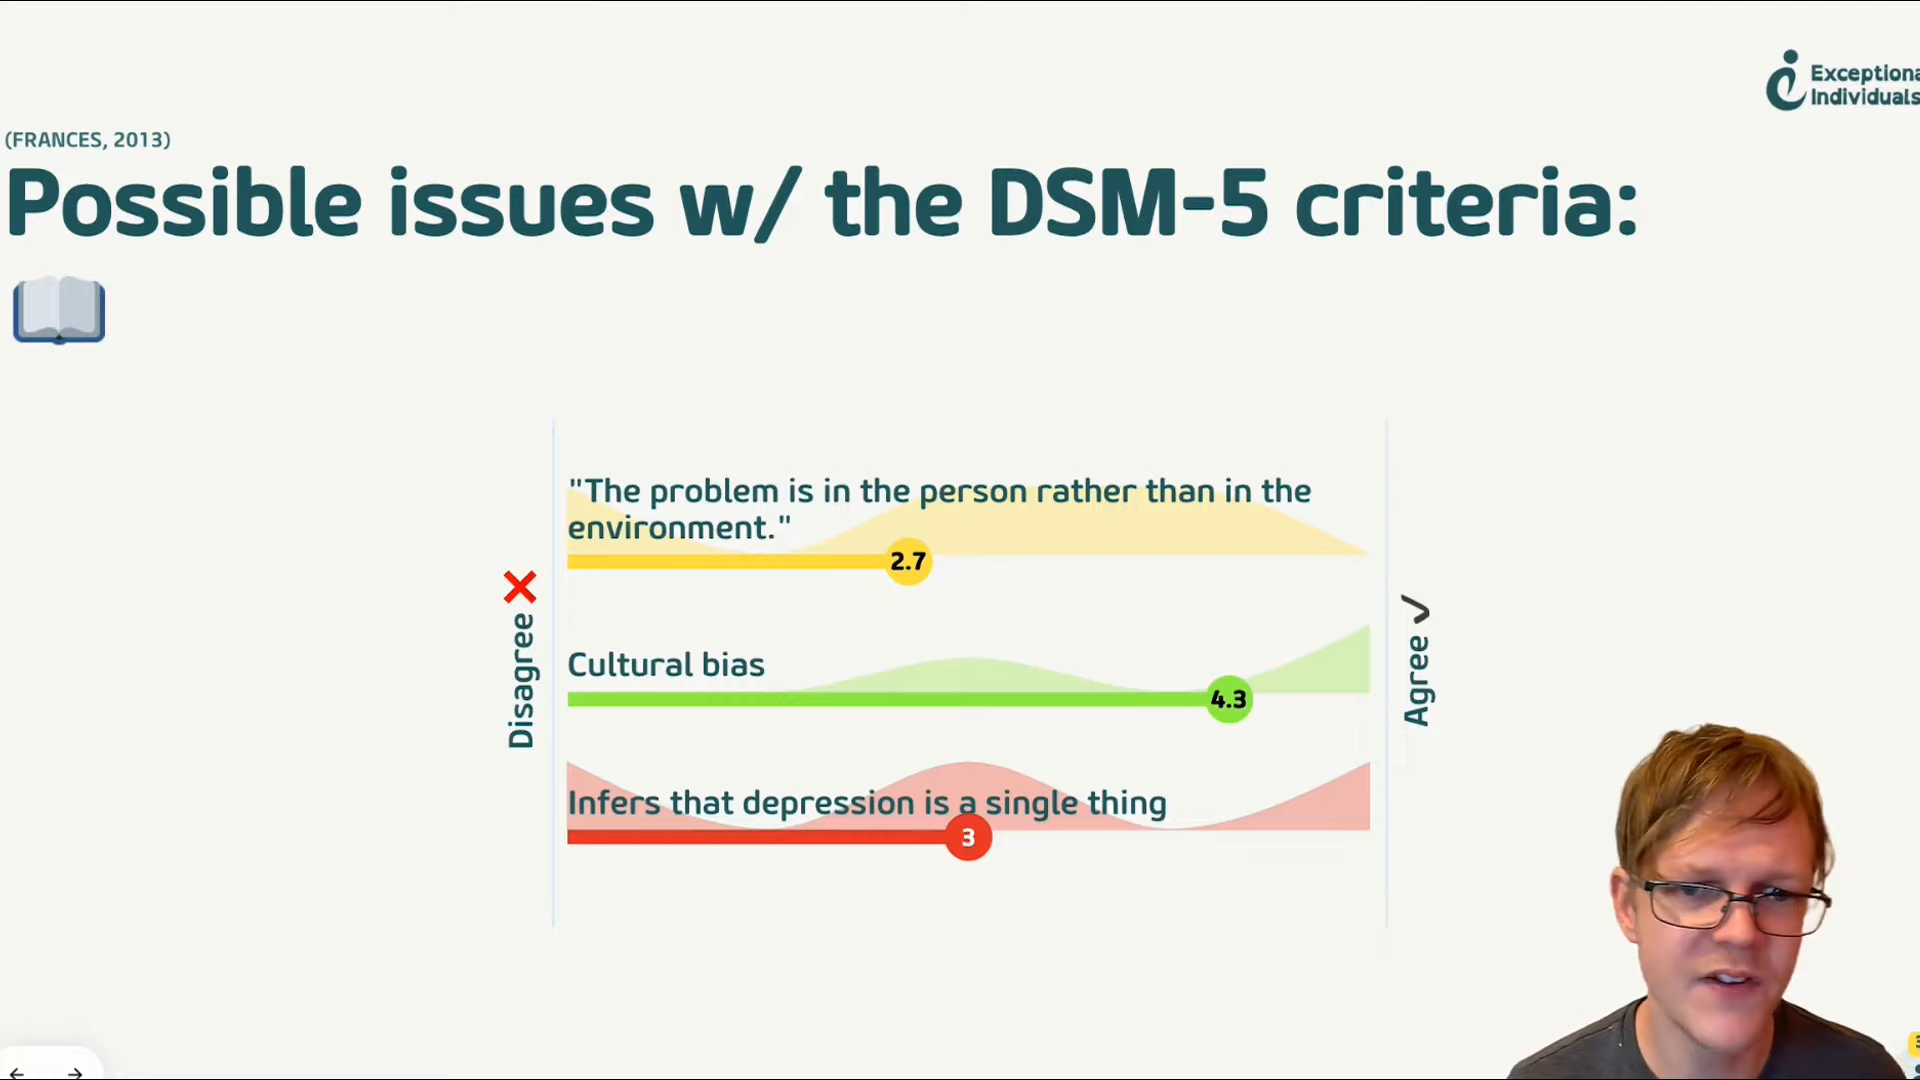 Exceptiona
Individuals
(FRANCES, 2013)
Possible issues w/ the DSM-5 criteria:
"The problem is in the person rather than in the
environment."
2.7
Disagree
Cultural bias
4.3
Agree
Infers that depression is a single thing
3